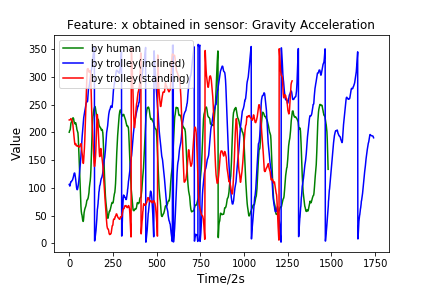 Feature: x obtained in sensor: Gravity Acceleration
350
300
250
200
150
100
50
0
Value
by human
by trolley(inclined)
by trolley(standing)
0 250 500 750 1000 1250 1500 1750
Time/2s